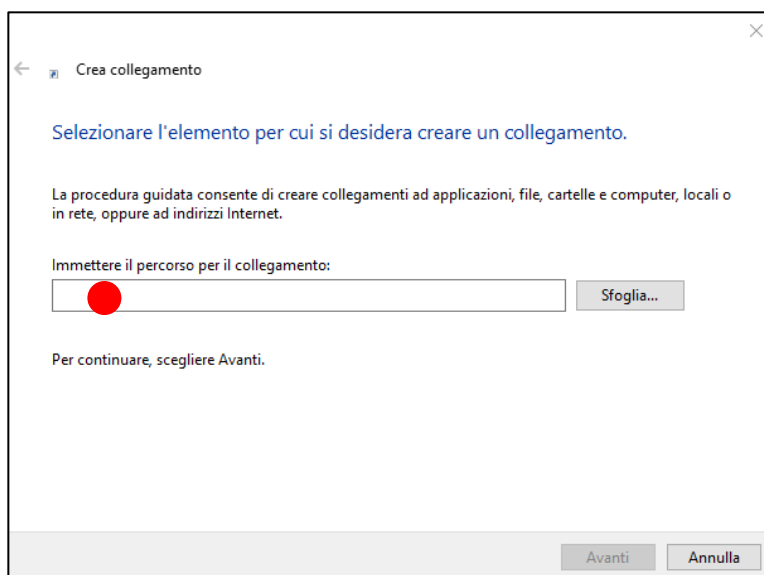 Crea collegamento
Selezionare l'elemento per cui si desidera creare un collegamento.
La procedura guidata consente di creare collegamenti ad applicazioni, file, cartelle e computer, locali o
in rete, oppure ad indirizzi Internet.
Immettere il percorso per il collegamento:
Sfoglia...
Per continuare, scegliere Avanti.
Avanti Annulla